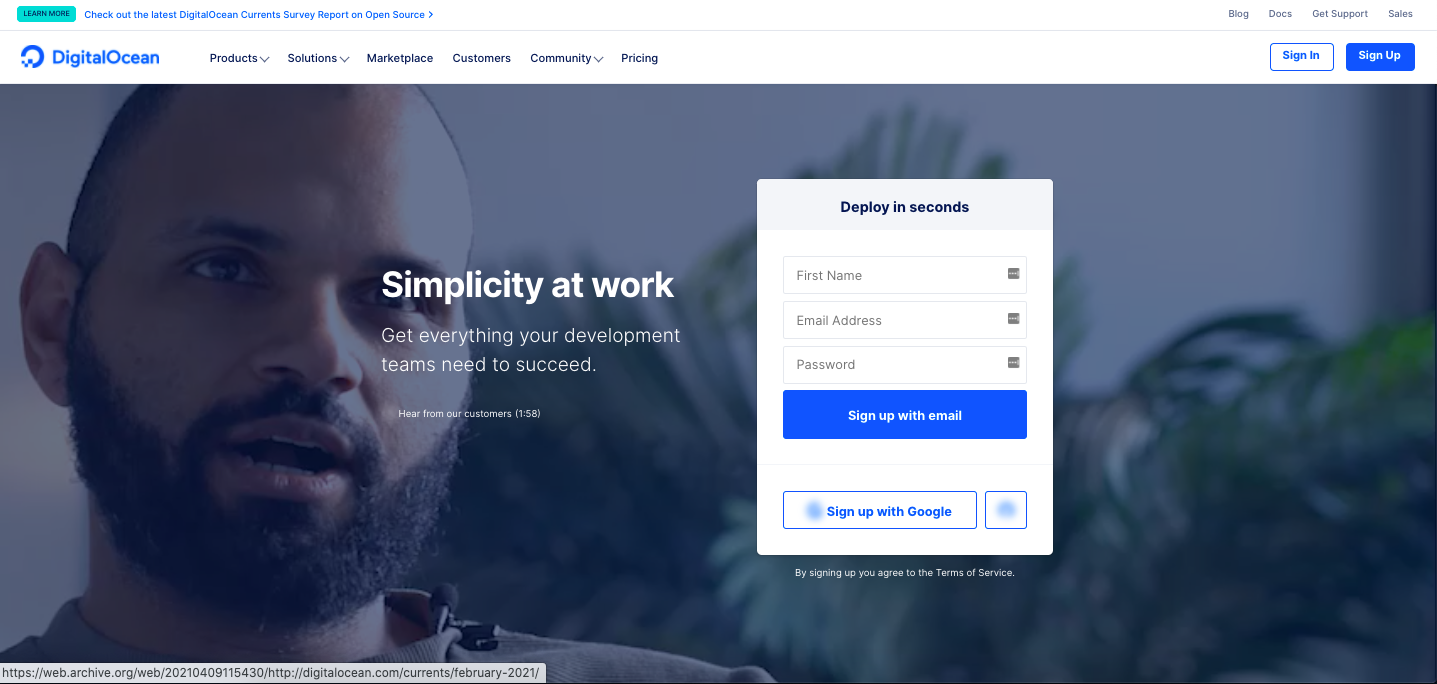 LEARN MORE Check out the latest DigitalOcean Currents Survey Report on Open Source
Blog Docs Get Support Sales
DigitalOcean
Products Solutions Marketplace Customers Community Pricing
Sign In Sign Up
Simplicity at work
Get everything your development
teams need to succeed.
Hear from our customers (1:58)
Deploy in seconds
First Name
Email Address
Password
Sign up with email
Sign up with Google
By signing up you agree to the Terms of Service.
https://web.archive.org/web/20210409115430/http://digitalocean.com/currents/february-2021/